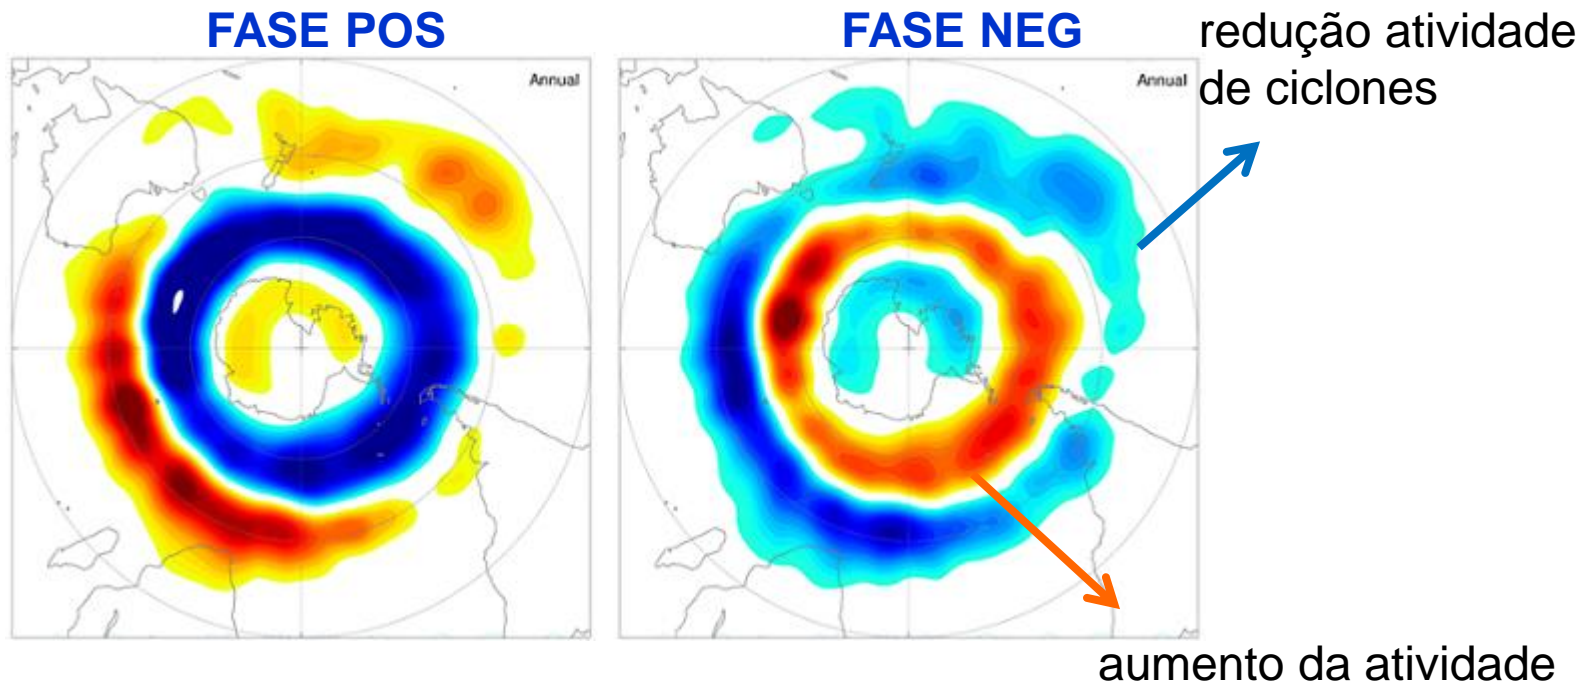 FASE POS
FASE NEG
redução atividade
de ciclones
Annual
Annual
aumento da atividade